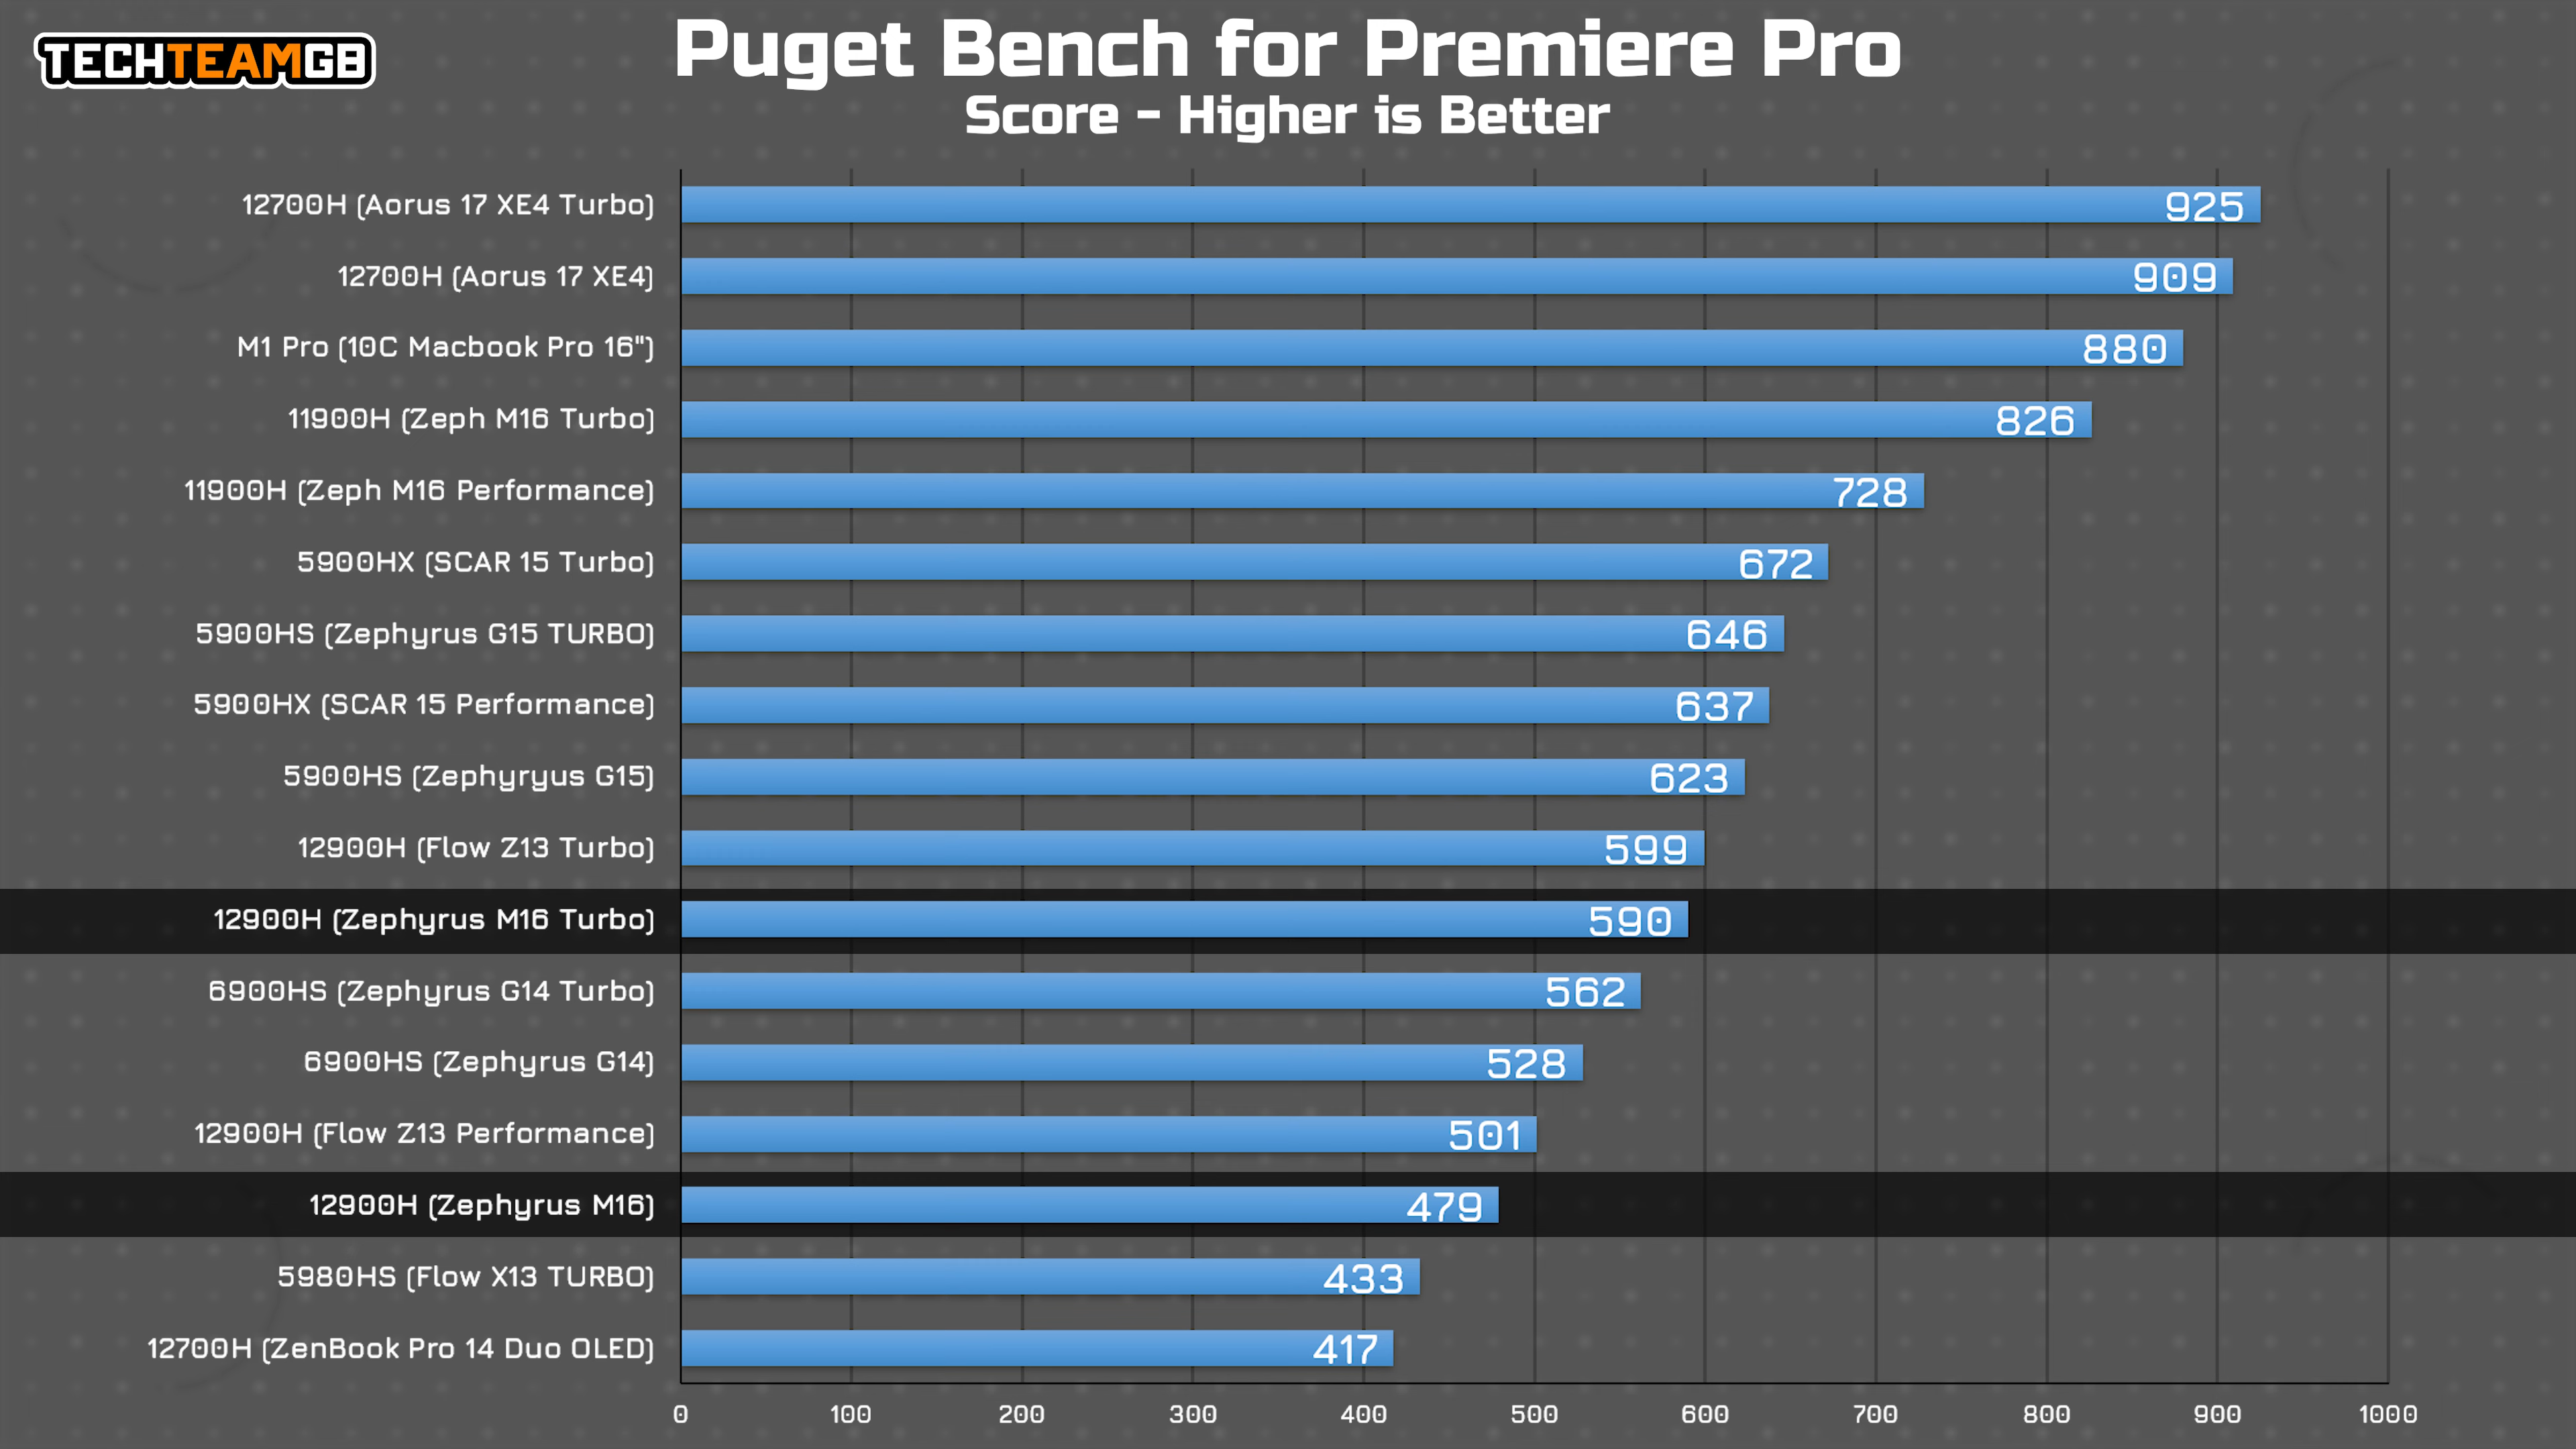 TECHTEAMGB
Puget Bench for Premiere Pro
Score - Higher is Better
12700H (Aorus 17 XE4 Turbo) 925
12700H (Aorus 17 XE4) 909
M1 Pro (10C Macbook Pro 16") 880
11900H (Zeph M16 Turbo) 826
11900H (Zeph M16 Performance) 728
5900HX (SCAR 15 Turbo) 672
5900HS (Zephyrus G15 TURBO) 646
5900HX (SCAR 15 Performance) 637
5900HS (Zephyryus G15) 623
12900H (Flow Z13 Turbo) 599
12900H (Zephyrus M16 Turbo) 590
6900HS (Zephyrus G14 Turbo) 562
6900HS (Zephyrus G14) 528
12900H (Flow Z13 Performance) 501
12900H (Zephyrus M16) 479
5980HS (Flow X13 TURBO) 433
12700H (ZenBook Pro 14 Duo OLED) 417
0 100 200 300 400 500 600 700 800 900 1000